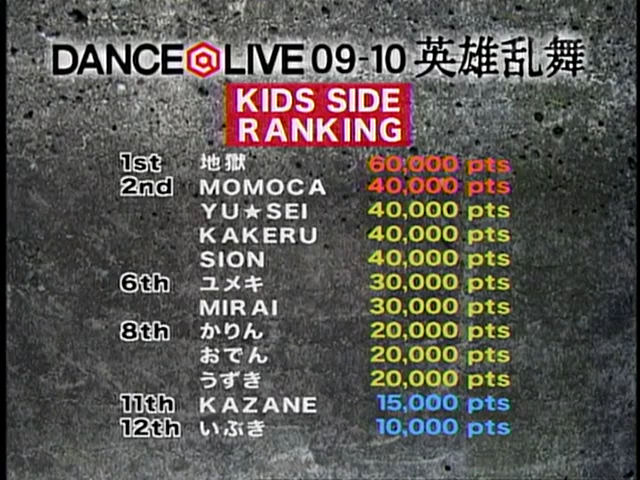 DANCE@LIVE 09-10 英雄乱舞
KIDS SIDE
RANKING
1st 地獄 60,000 pts
2nd MOMOCA 40,000 pts
YU★SEI 40,000 pts
KAKERU 40,000 pts
SION 40,000 pts
6th ユメキ 30,000 pts
MIRAI 30,000 pts
8th かりん 20,000 pts
おでん 20,000 pts
うずき 20,000 pts
11th KAZANE 15,000 pts
12th いぶき 10,000 pts